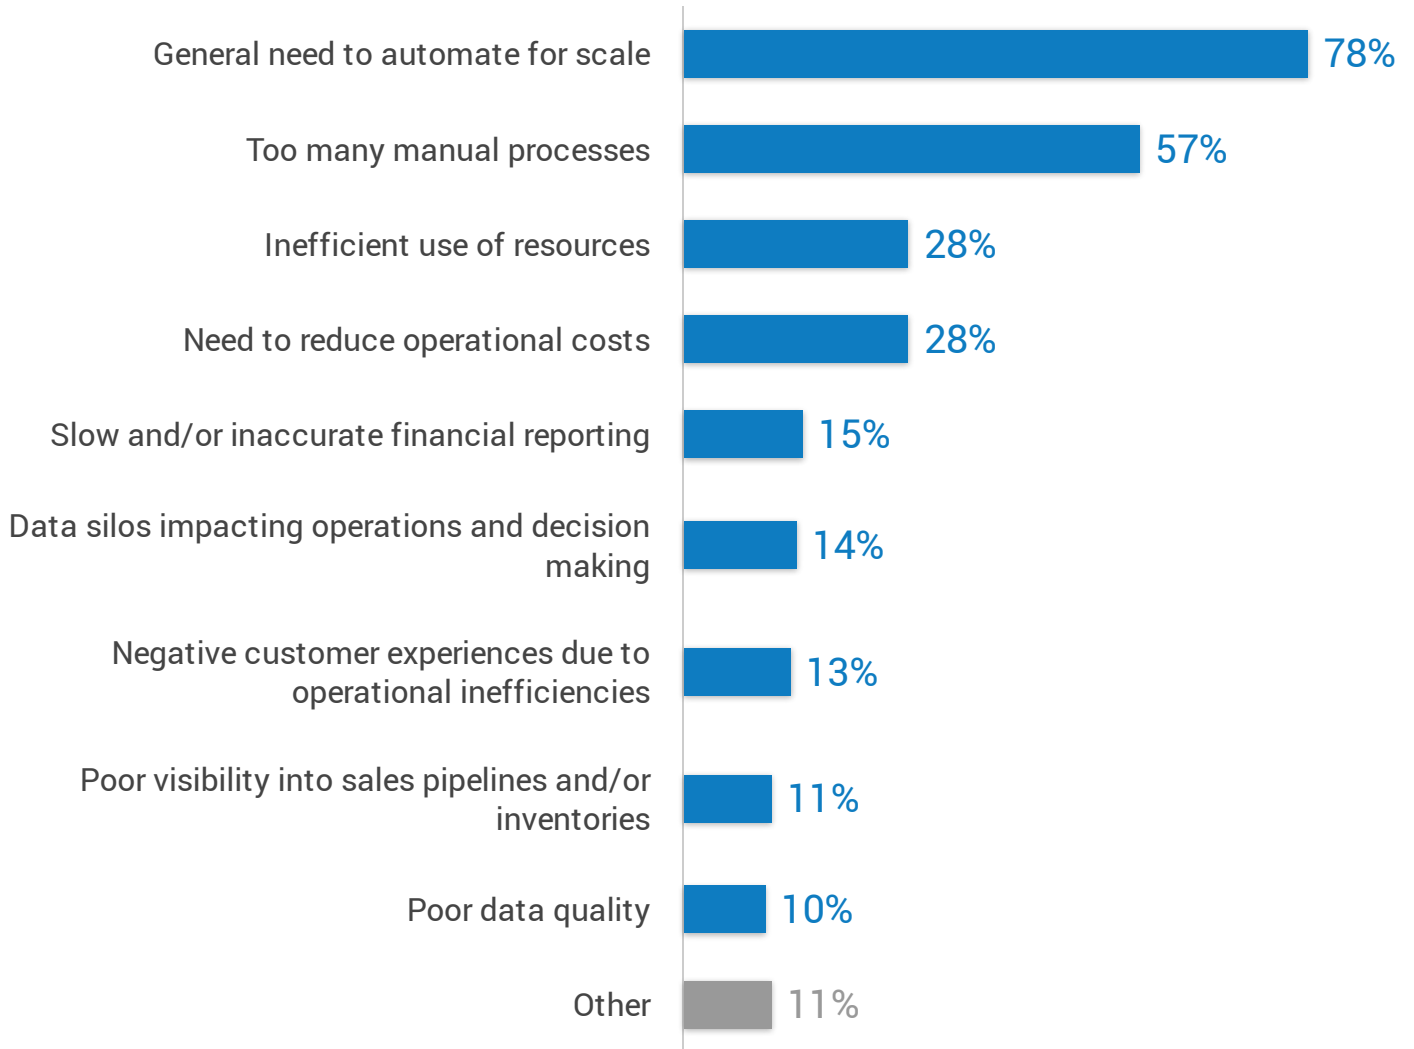 General need to automate for scale 78%
Too many manual processes 57%
Inefficient use of resources 28%
Need to reduce operational costs 28%
Slow and/or inaccurate financial reporting 15%
Data silos impacting operations and decision
making 14%
Negative customer experiences due to
operational inefficiencies 13%
Poor visibility into sales pipelines and/or
inventories 11%
Poor data quality 10%
Other 11%